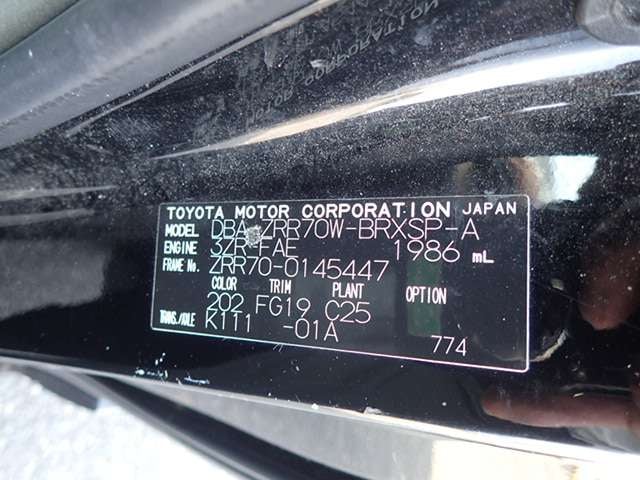 TOYOTA MOTOR CORPORATION JAPAN
MODEL DBA-ZRR70W-BRXSP-A
ENGINE 3ZR-FAE 1986 mL
FRAME No. ZRR70-0145447
COLOR TRIM PLANT OPTION
202 FG19 C25
TRANS./AXLE K111 -01A
774